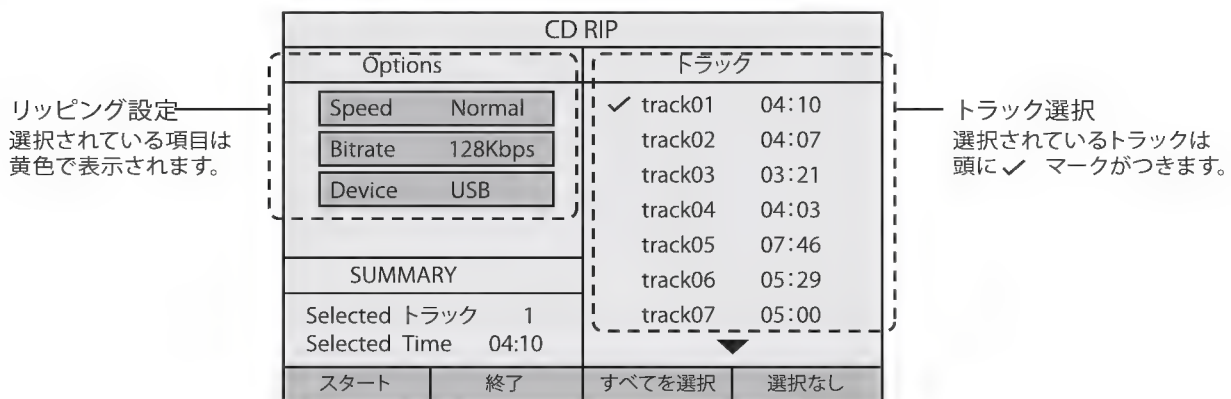 CD RIP
Options
Speed Normal
Bitrate 128Kbps
Device USB
SUMMARY
Selected トラック 1
Selected Time 04:10
トラック
✓ track01 04:10
track02 04:07
track03 03:21
track04 04:03
track05 07:46
track06 05:29
track07 05:00
スタート 終了 すべてを選択 選択なし
リッピング設定
選択されている項目は
黄色で表示されます。
トラック選択
選択されているトラックは
頭に✓ マークがつきます。